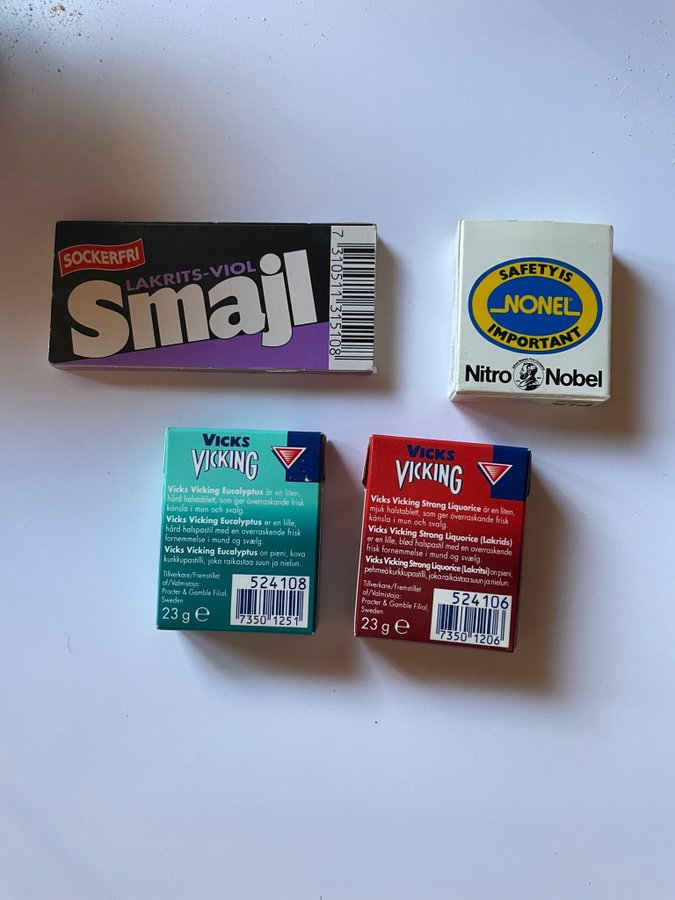 SOCKERFRI
LAKRITS-VIOL
Smajl
7 310511 315108
SAFETY IS
NONEL®
IMPORTANT
Nitro Nobel
VICKS
VICKING
Vicks Vicking Eucalyptus är en liten,
hård halstablett, som ger överraskande frisk
känsla i mun och svalg.
Vicks Vicking Eucalyptus er en lille,
hård halspastil med en overraskende frisk
fornemmelse i mund og svælg.
Vicks Vicking Eucalyptus on pieni, kova
kurkkupastilli, joka raikastaa suun ja nielun.
Tillverkare/Fremstillet
af/Valmistaja:
Procter & Gamble Filial,
Sweden
23 g e
524108
7350 1251
VICKS
VICKING
Vicks Vicking Strong Liquorice är en liten,
mjuk halstablett, som ger överraskande frisk
känsla i mun och svalg.
Vicks Vicking Strong Liquorice (Lakrids)
er en lille, blød halspastil med en overraskende
frisk fornemmelse i mund og svælg.
Vicks Vicking Strong Liquorice (Lakritsi) on pieni,
pehmeä kurkkupastilli, joka raikastaa suun ja nielun.
Tillverkare/Fremstillet
af/Valmistaja:
Procter & Gamble Filial,
Sweden
23 g e
524106
7350 1206